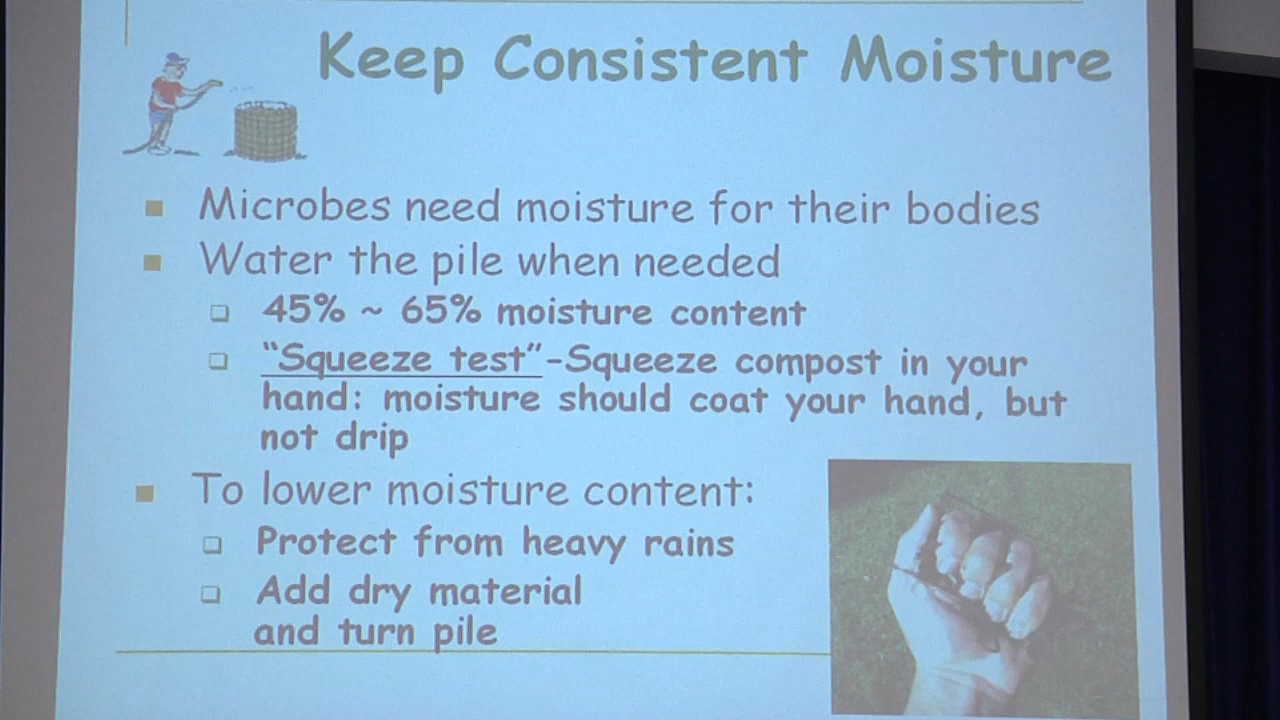 Keep Consistent Moisture
Microbes need moisture for their bodies
Water the pile when needed
45% ~ 65% moisture content
“Squeeze test”-Squeeze compost in your
hand: moisture should coat your hand, but
not drip
To lower moisture content:
Protect from heavy rains
Add dry material
and turn pile